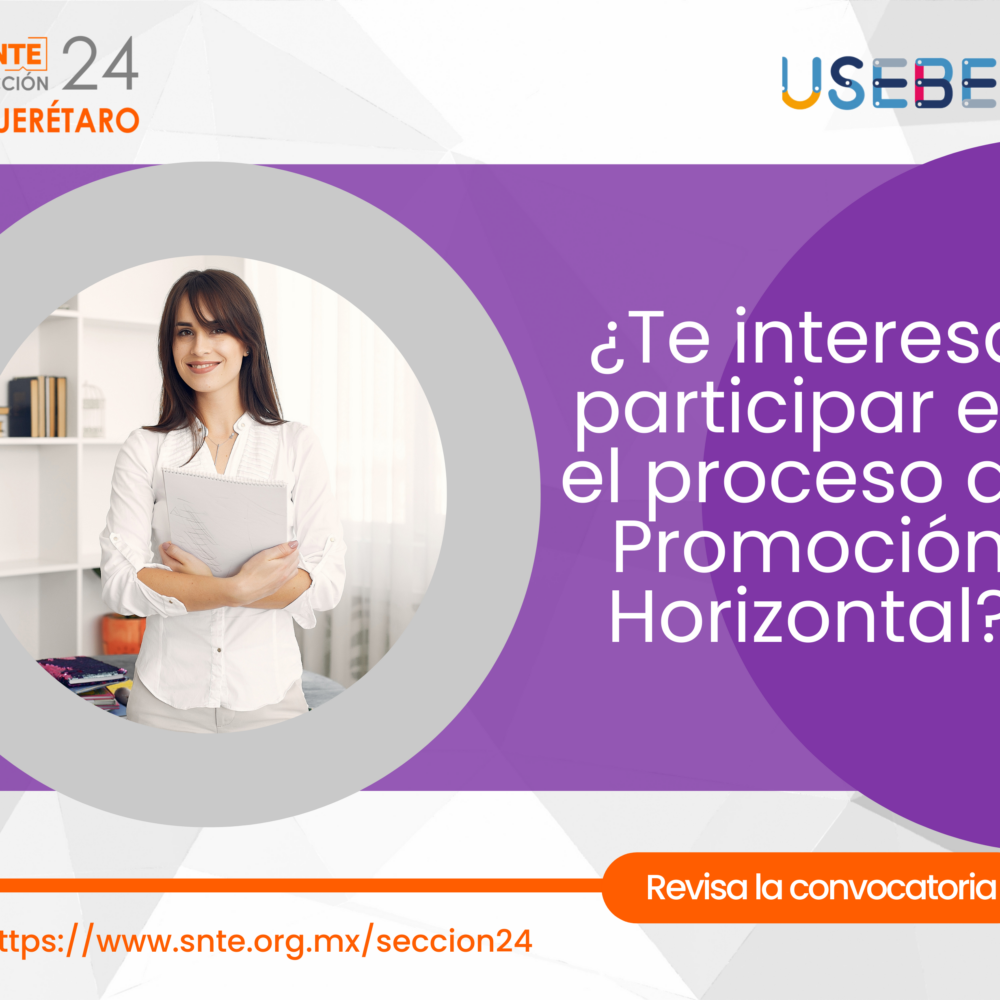 NTE 24
CIÓN
UERÉTARO
USEBE
¿Te interesa
participar e
el proceso d
Promoción
Horizontal?
Revisa la convocatoria
ttps://www.snte.org.mx/seccion24